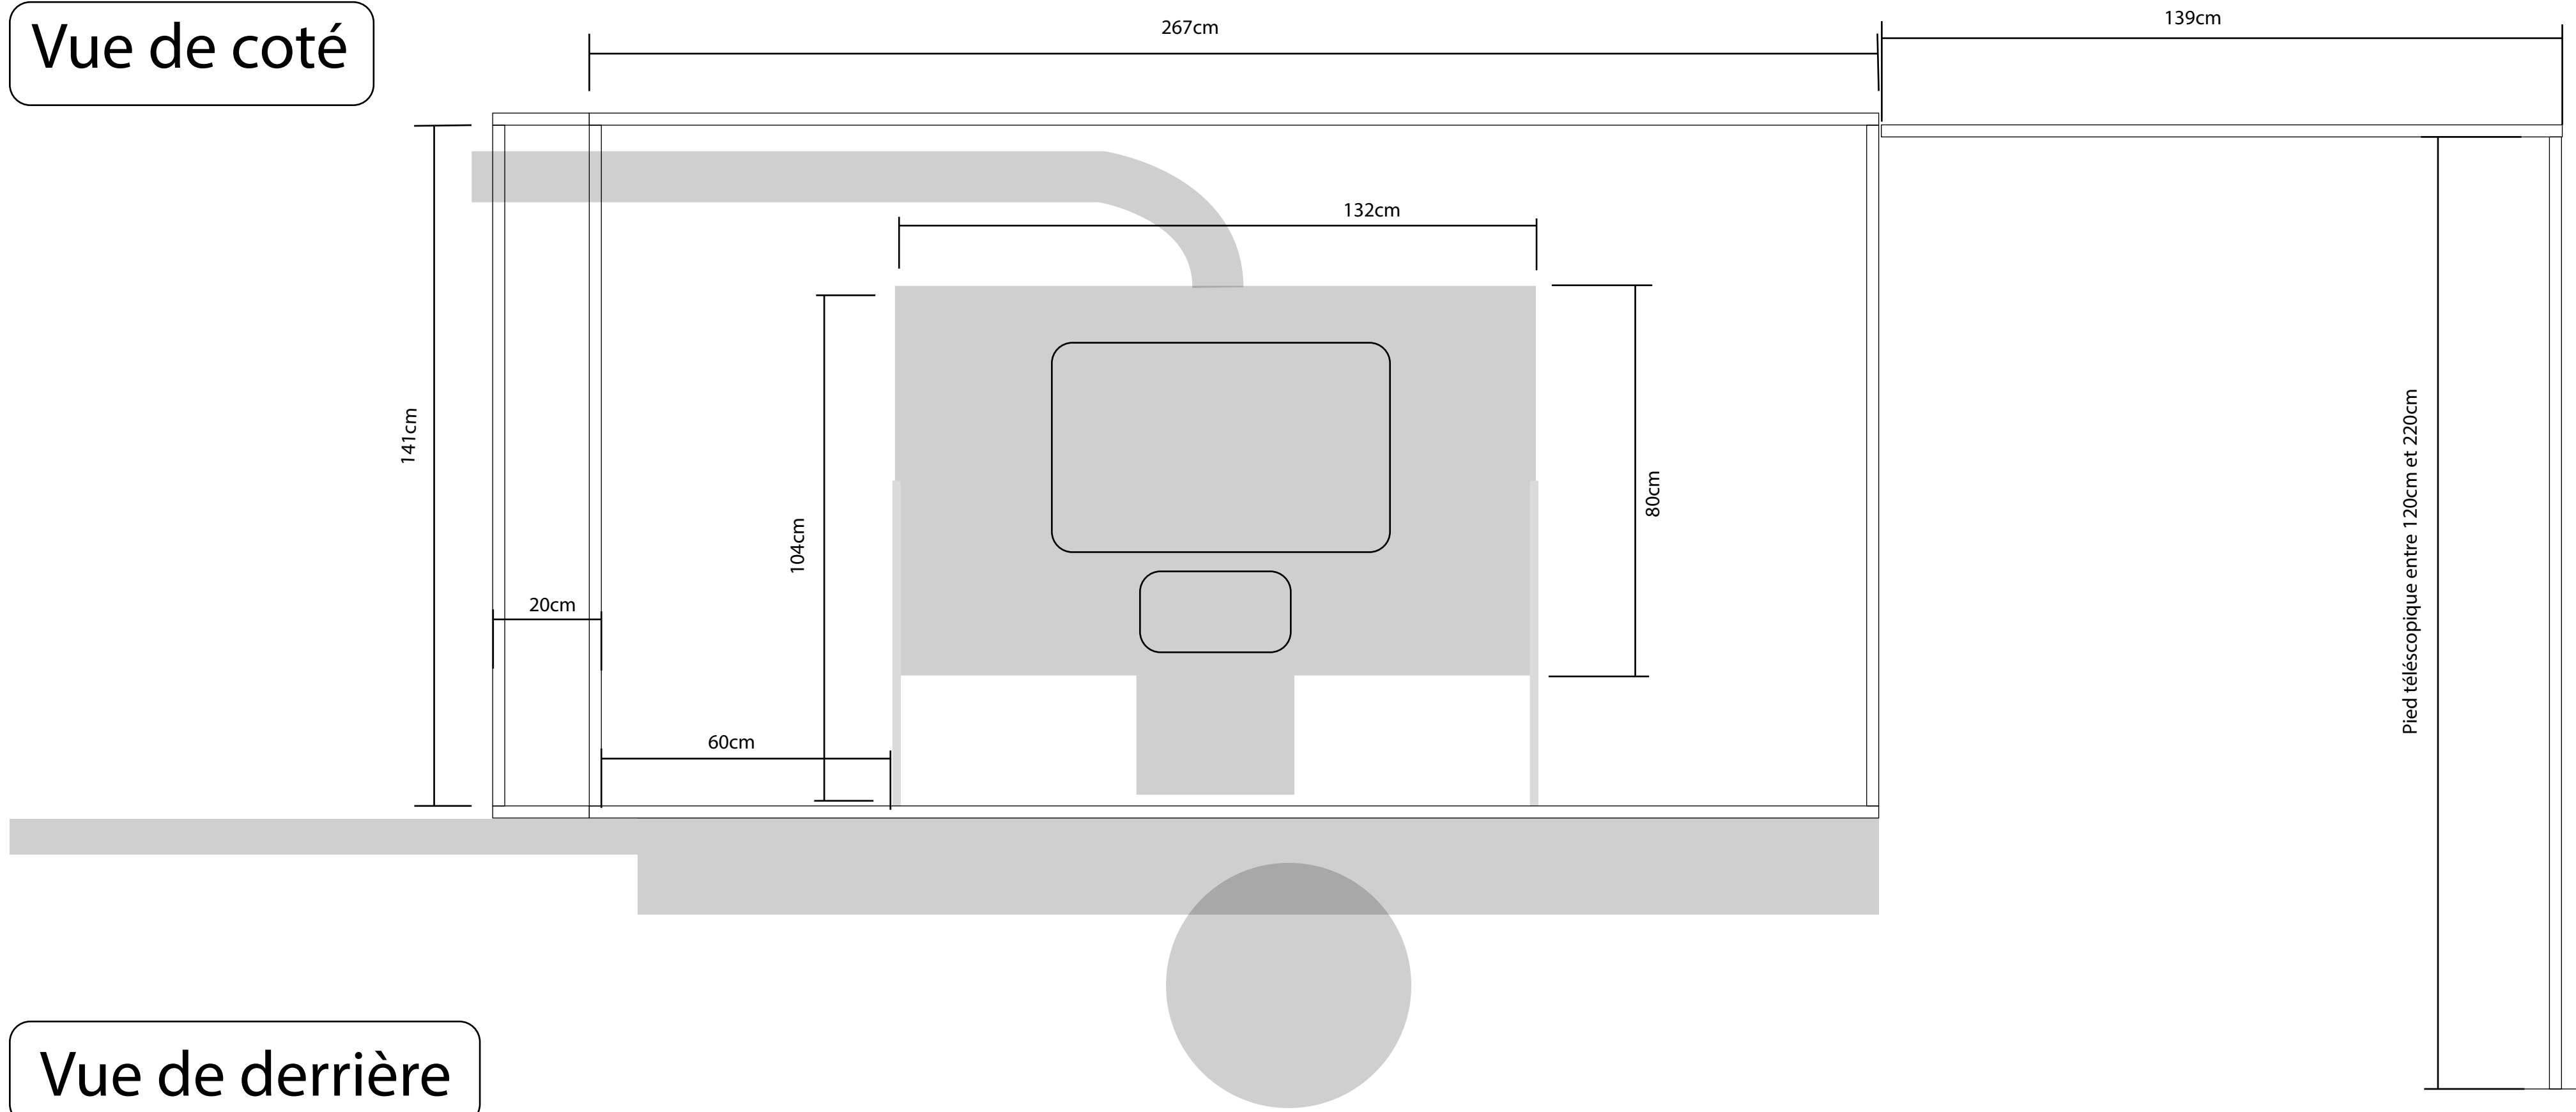 Vue de coté
267cm
139cm
132cm
141cm
104cm
80cm
20cm
60cm
Pied téléscopique entre 120cm et 220cm
Vue de derrière